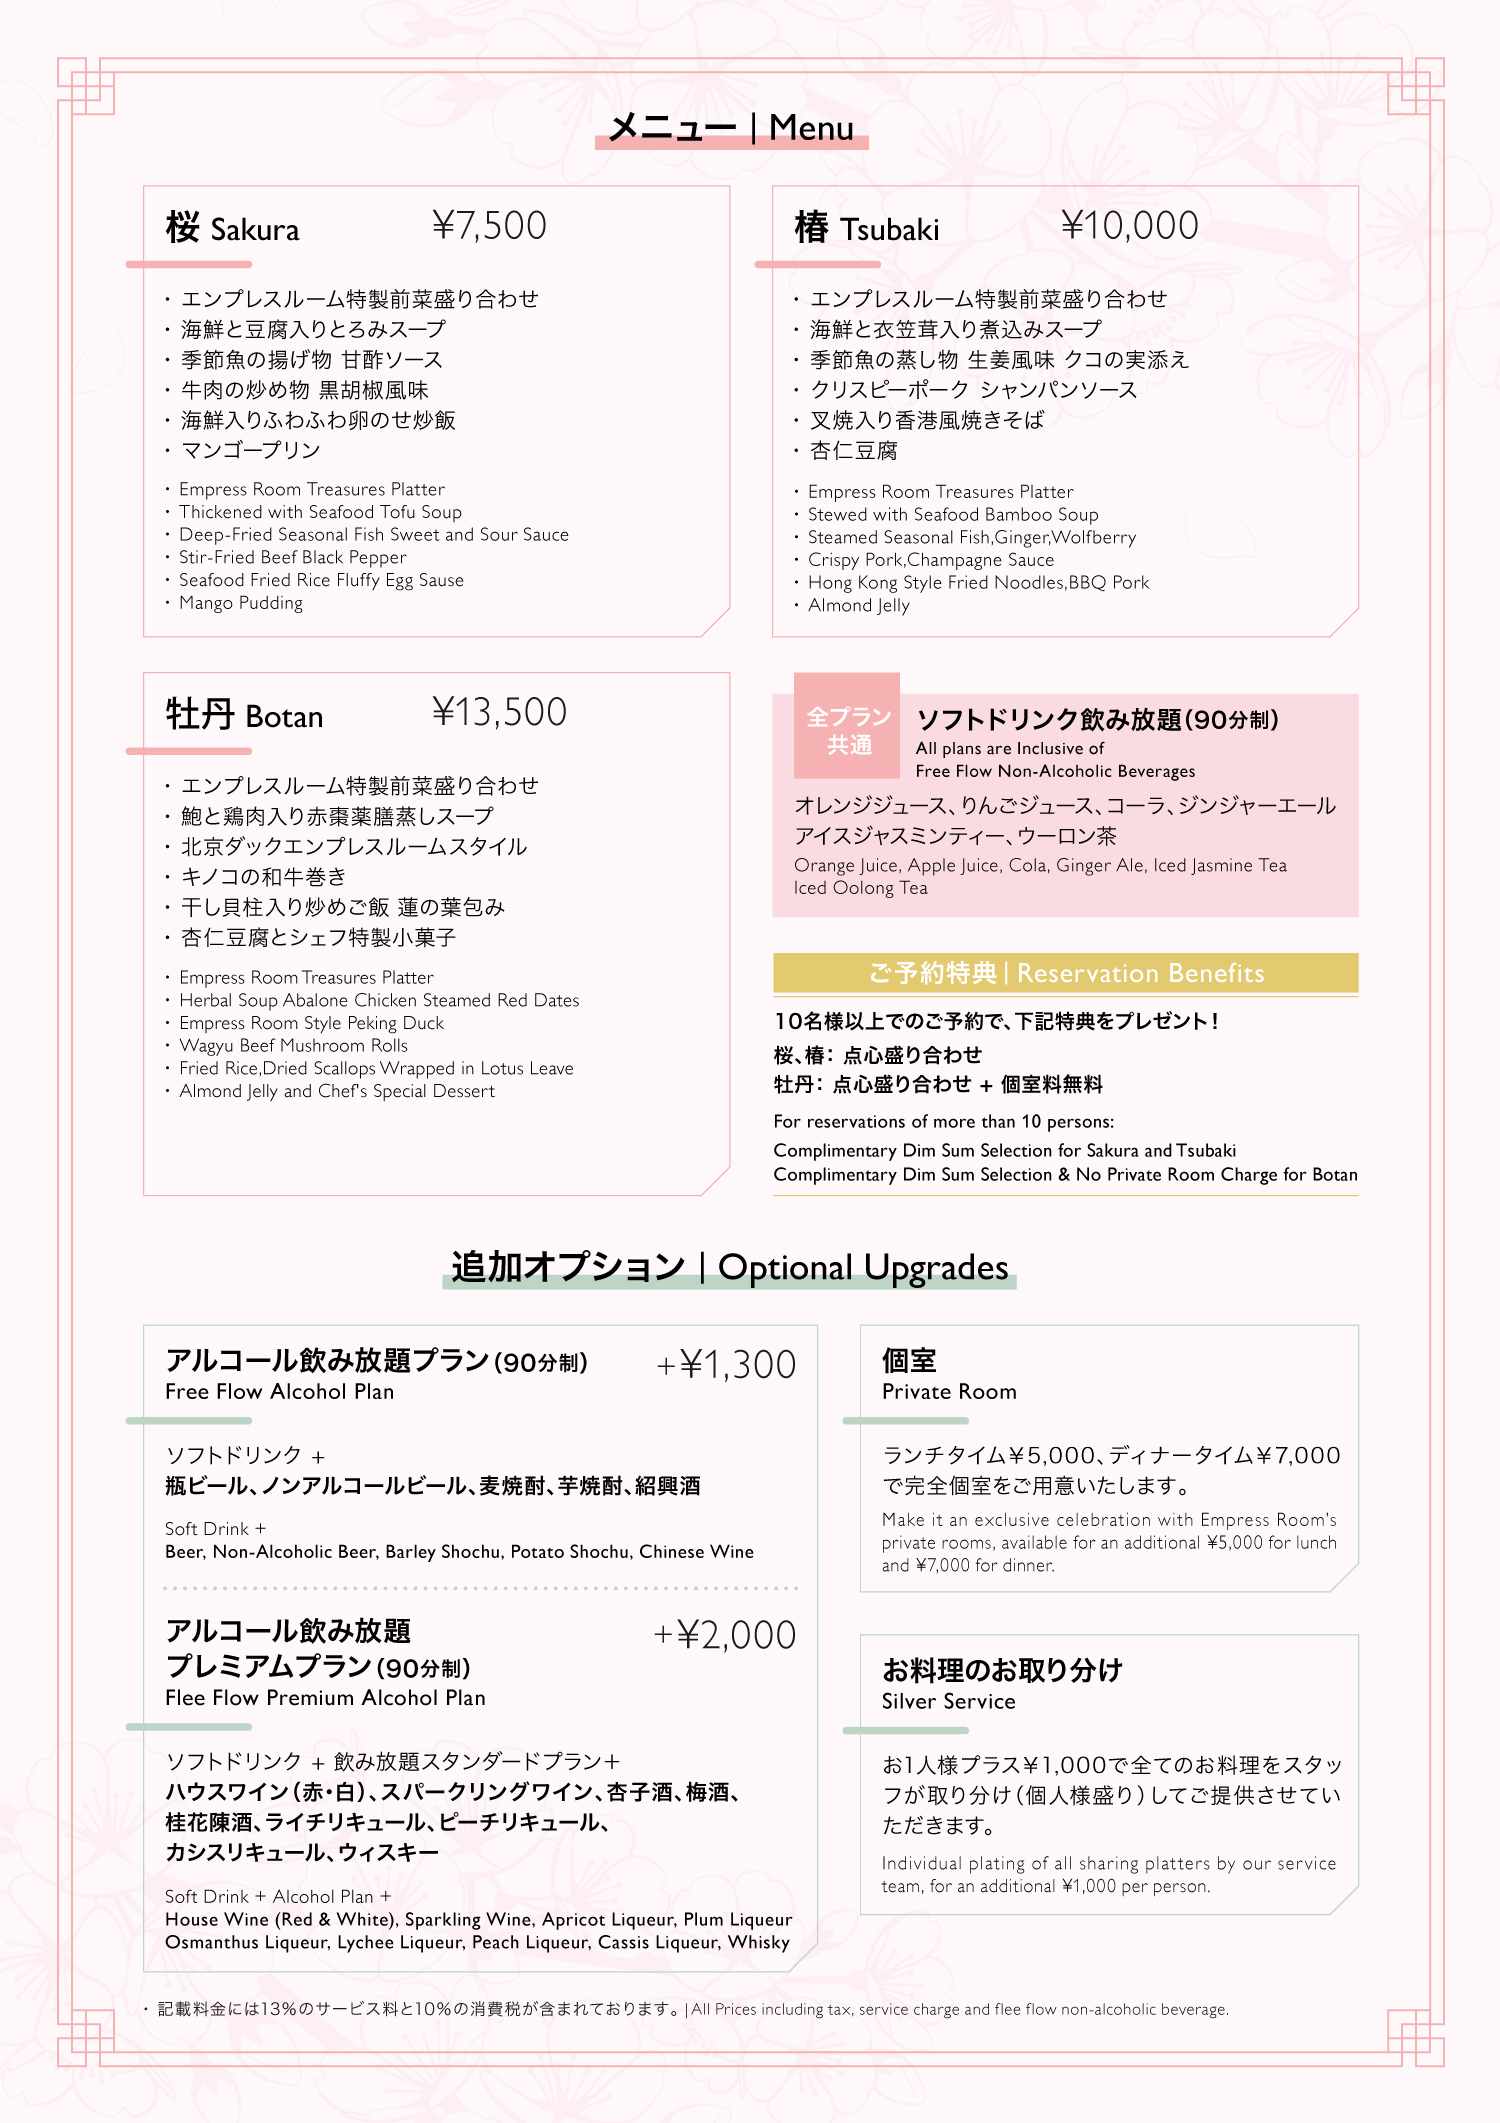 メニュー | Menu
桜 Sakura ¥7,500
・エンプレスルーム特製前菜盛り合わせ
・海鮮と豆腐入りとろみスープ
・季節魚の揚げ物 甘酢ソース
・牛肉の炒め物 黒胡椒風味
・海鮮入りふわふわ卵のせ炒飯
・マンゴープリン
・Empress Room Treasures Platter
・Thickened with Seafood Tofu Soup
・Deep-Fried Seasonal Fish Sweet and Sour Sauce
・Stir-Fried Beef Black Pepper
・Seafood Fried Rice Fluffy Egg Sause
・Mango Pudding
椿 Tsubaki ¥10,000
・エンプレスルーム特製前菜盛り合わせ
・海鮮と衣笠茸入り煮込みスープ
・季節魚の蒸し物 生姜風味 クコの実添え
・クリスピーポーク シャンパンソース
・叉焼入り香港風焼きそば
・杏仁豆腐
・Empress Room Treasures Platter
・Stewed with Seafood Bamboo Soup
・Steamed Seasonal Fish,Ginger,Wolfberry
・Crispy Pork,Champagne Sauce
・Hong Kong Style Fried Noodles,BBQ Pork
・Almond Jelly
牡丹 Botan ¥13,500
・エンプレスルーム特製前菜盛り合わせ
・鮑と鶏肉入り赤棗薬膳蒸しスープ
・北京ダックエンプレスルームスタイル
・キノコの和牛巻き
・干し貝柱入り炒めご飯 蓮の葉包み
・杏仁豆腐とシェフ特製小菓子
・Empress Room Treasures Platter
・Herbal Soup Abalone Chicken Steamed Red Dates
・Empress Room Style Peking Duck
・Wagyu Beef Mushroom Rolls
・Fried Rice,Dried Scallops Wrapped in Lotus Leave
・Almond Jelly and Chef's Special Dessert
全プラン
共通
ソフトドリンク飲み放題(90分制)
All plans are Inclusive of
Free Flow Non-Alcoholic Beverages
オレンジジュース、りんごジュース、コーラ、ジンジャーエール
アイスジャスミンティー、ウーロン茶
Orange Juice, Apple Juice, Cola, Ginger Ale, Iced Jasmine Tea
Iced Oolong Tea
ご予約特典 | Reservation Benefits
10名様以上でのご予約で、下記特典をプレゼント！
桜、椿： 点心盛り合わせ
牡丹： 点心盛り合わせ + 個室料無料
For reservations of more than 10 persons:
Complimentary Dim Sum Selection for Sakura and Tsubaki
Complimentary Dim Sum Selection & No Private Room Charge for Botan
追加オプション | Optional Upgrades
アルコール飲み放題プラン(90分制) +¥1,300
Free Flow Alcohol Plan
ソフトドリンク +
瓶ビール、ノンアルコールビール、麦焼酎、芋焼酎、紹興酒
Soft Drink +
Beer, Non-Alcoholic Beer, Barley Shochu, Potato Shochu, Chinese Wine
アルコール飲み放題 +¥2,000
プレミアムプラン(90分制)
Flee Flow Premium Alcohol Plan
ソフトドリンク + 飲み放題スタンダードプラン+
ハウスワイン(赤・白)、スパークリングワイン、杏子酒、梅酒、
桂花陳酒、ライチリキュール、ピーチリキュール、
カシスリキュール、ウィスキー
Soft Drink + Alcohol Plan +
House Wine (Red & White), Sparkling Wine, Apricot Liqueur, Plum Liqueur
Osmanthus Liqueur, Lychee Liqueur, Peach Liqueur, Cassis Liqueur, Whisky
個室
Private Room
ランチタイム¥5,000、ディナータイム¥7,000
で完全個室をご用意いたします。
Make it an exclusive celebration with Empress Room's
private rooms, available for an additional ¥5,000 for lunch
and ¥7,000 for dinner.
お料理のお取り分け
Silver Service
お1人様プラス¥1,000で全てのお料理をスタッ
フが取り分け(個人様盛り)してご提供させてい
ただきます。
Individual plating of all sharing platters by our service
team, for an additional ¥1,000 per person.
・記載料金には13%のサービス料と10%の消費税が含まれております。 | All Prices including tax, service charge and flee flow non-alcoholic beverage.